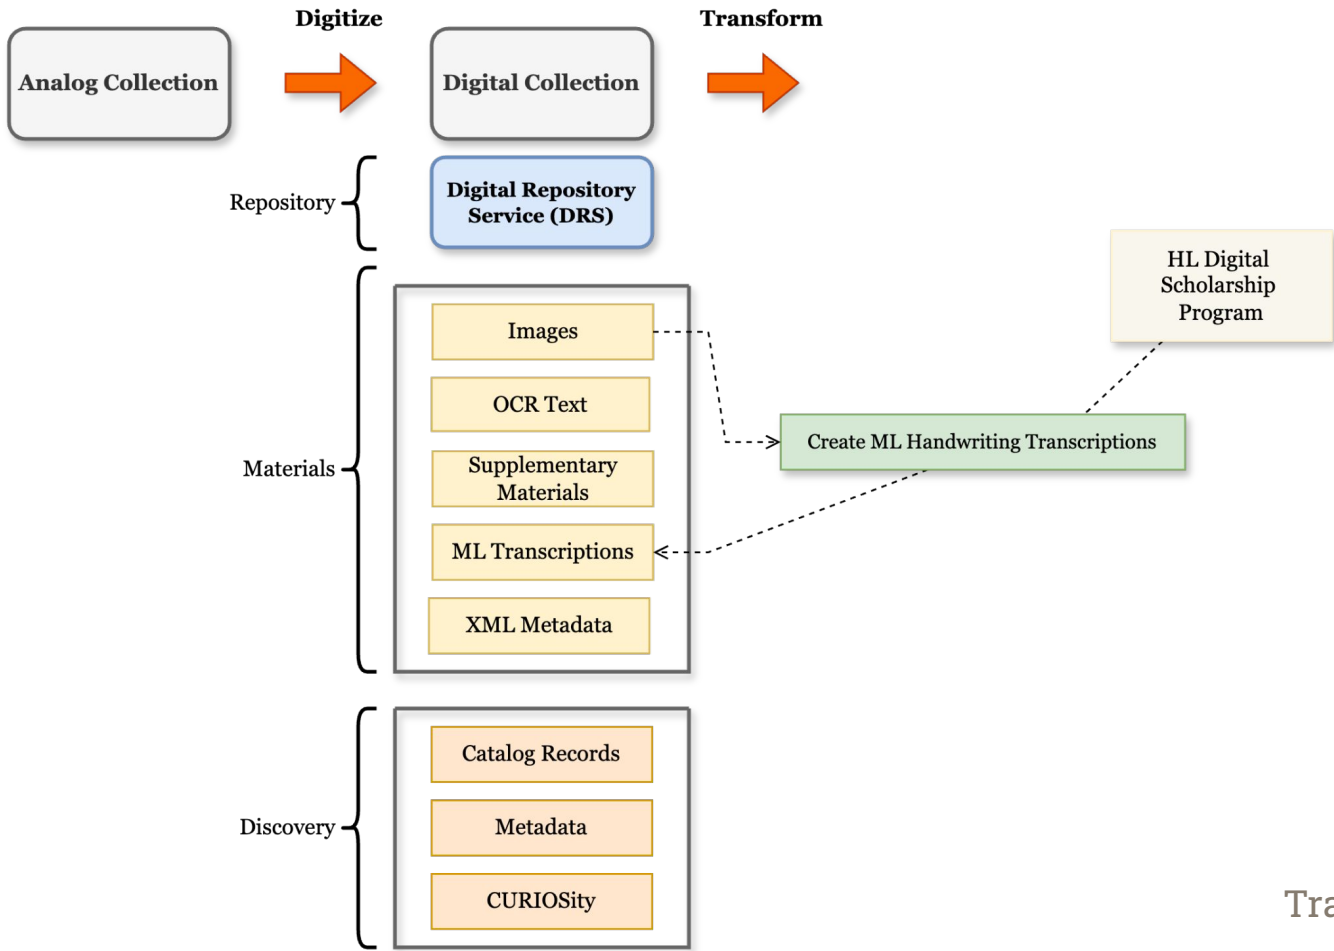 Digitize
Transform
Analog Collection
Digital Collection
Repository
Digital Repository
Service (DRS)
HL Digital
Scholarship
Program
Images
OCR Text
Create ML Handwriting Transcriptions
Materials
Supplementary
Materials
ML Transcriptions
XML Metadata
Catalog Records
Discovery
Metadata
CURIOSity
Tra